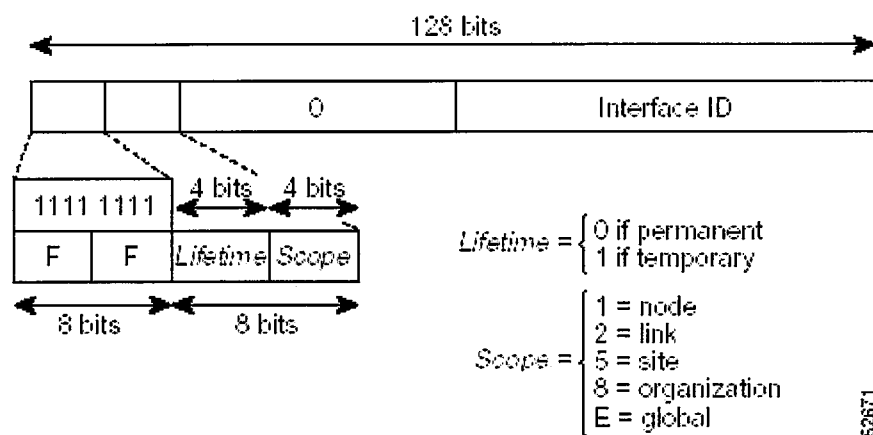 128 bits
0 Interface ID
4 bits 4 bits
1111 1111
F F Lifetime Scope
8 bits 8 bits
Lifetime = { 0 if permanent
1 if temporary
Scope = { 1 = node
2 = link
5 = site
8 = organization
E = global
52671